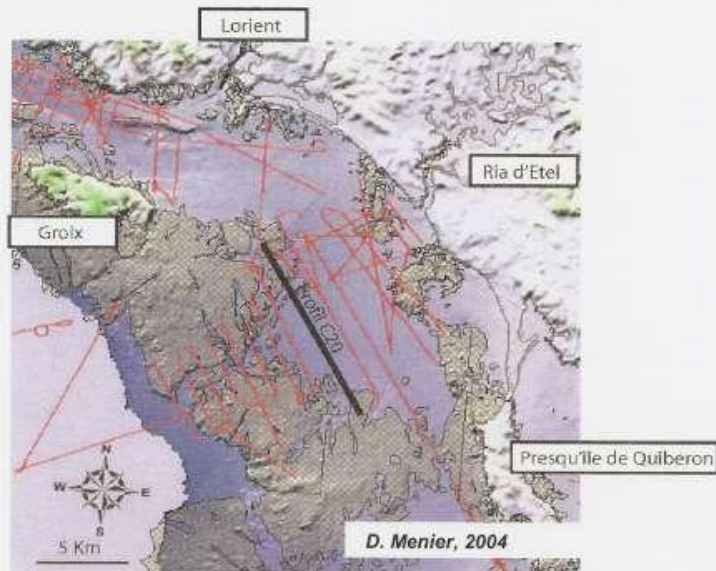 Lorient
Ria d'Etel
Groix
Profil C20
Presqu'île de Quiberon
N
W E
S
5 Km
D. Menier, 2004